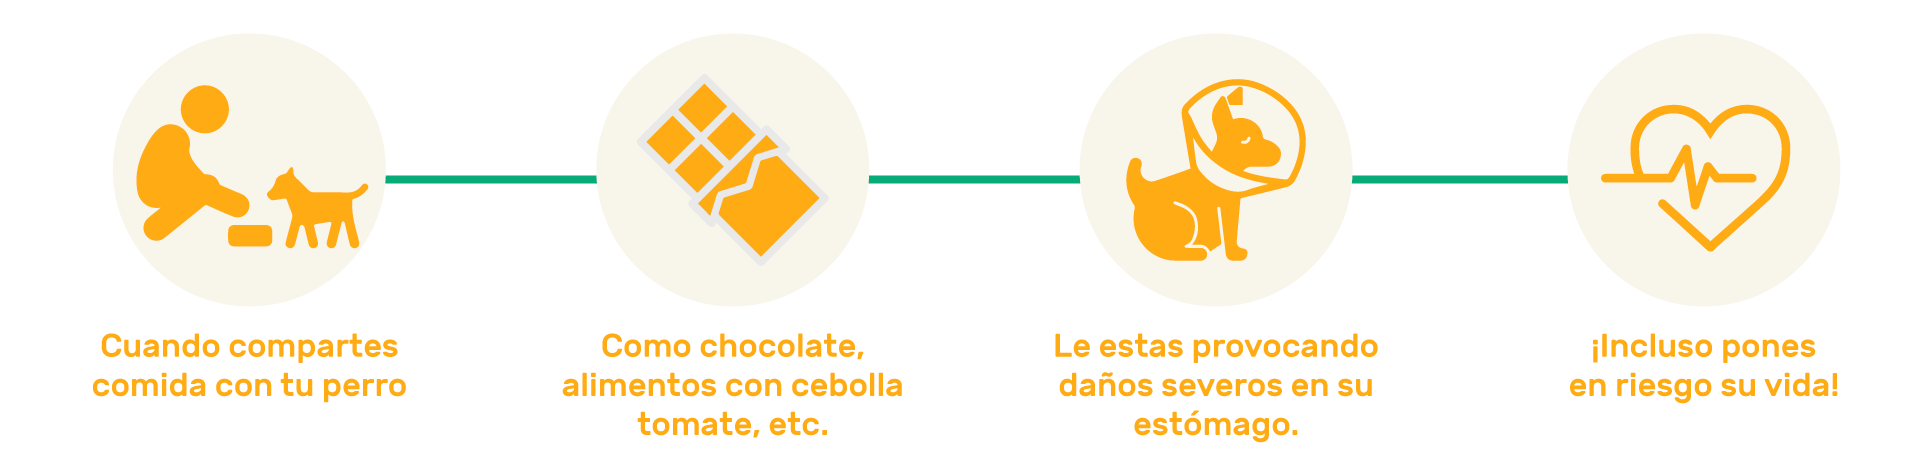 Cuando compartes
comida con tu perro
Como chocolate,
alimentos con cebolla
tomate, etc.
Le estas provocando
daños severos en su
estómago.
¡Incluso pones
en riesgo su vida!